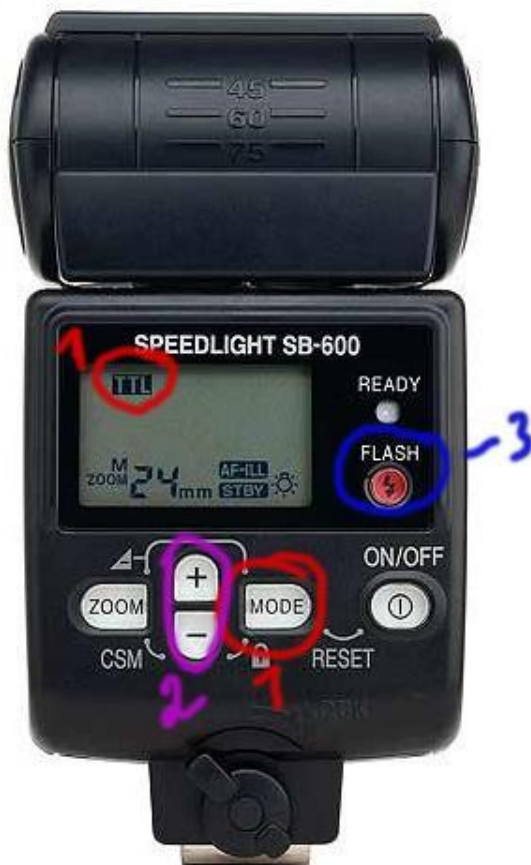 45
60
75
SPEEDLIGHT SB-600
1
TTL
READY
FLASH
3
M
ZOOM 24mm
AF-ILL
STBY
ON/OFF
ZOOM
+
-
MODE
CSM
RESET
2
1
LOCK